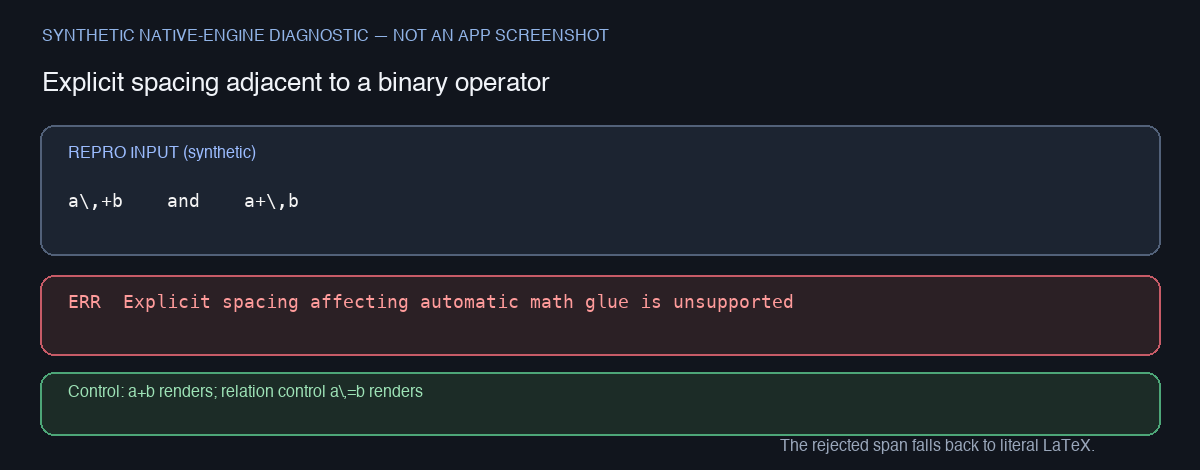 SYNTHETIC NATIVE-ENGINE DIAGNOSTIC — NOT AN APP SCREENSHOT
Explicit spacing adjacent to a binary operator
REPRO INPUT (synthetic)
a\,+b    and    a+\,b
ERR  Explicit spacing affecting automatic math glue is unsupported
Control: a+b renders; relation control a\,=b renders
The rejected span falls back to literal LaTeX.